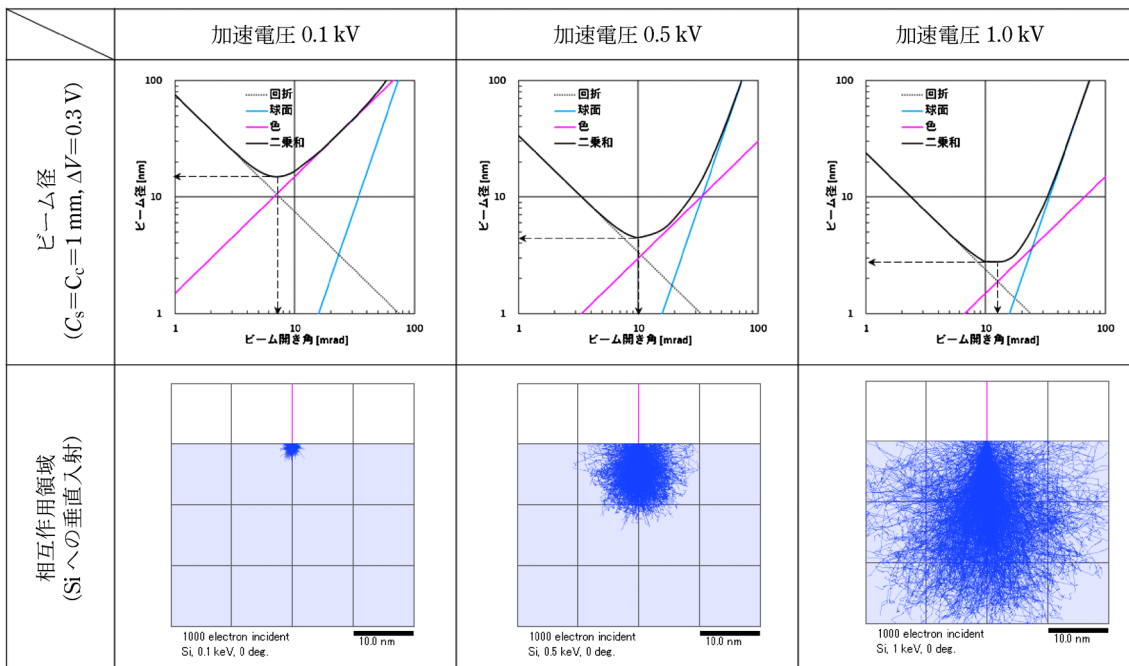 加速電圧 0.1 kV
加速電圧 0.5 kV
加速電圧 1.0 kV
ビーム径
(Cs=Cc=1 mm, ΔV=0.3 V)
100
10
1
ビーム径 [nm]
回折
球面
色
二乗和
1
10
100
ビーム開き角 [mrad]
100
10
1
ビーム径 [nm]
回折
球面
色
二乗和
1
10
100
ビーム開き角 [mrad]
100
10
1
ビーム径 [nm]
回折
球面
色
二乗和
1
10
100
ビーム開き角 [mrad]
相互作用領域
(Si への垂直入射)
1000 electron incident
Si, 0.1 keV, 0 deg.
10.0 nm
1000 electron incident
Si, 0.5 keV, 0 deg.
10.0 nm
1000 electron incident
Si, 1 keV, 0 deg.
10.0 nm